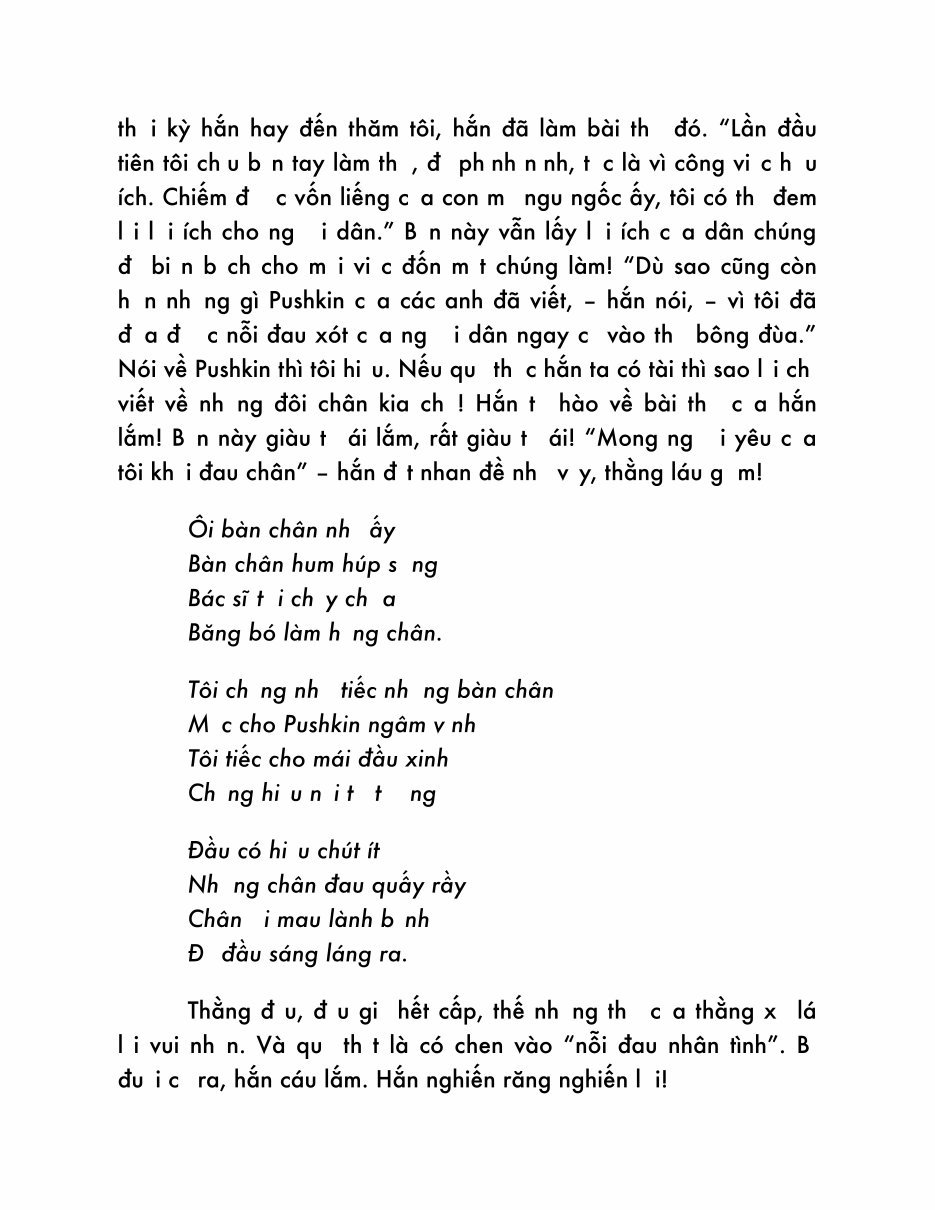 th i kỳ hắn hay đến thăm tôi, hắn đã làm bài th đó. “Lần đầu
tiên tôi ch u b n tay làm th , đ ph nh n nh, t c là vì công vi c h u
ích. Chiếm đ c vốn liếng c a con m ngu ngốc ấy, tôi có th đem
l i l i ích cho ng i dân.” B n này vẫn lấy l i ích c a dân chúng
đ bi n b ch cho m i vi c đốn m t chúng làm! “Dù sao cũng còn
h n nh ng gì Pushkin c a các anh đã viết, – hắn nói, – vì tôi đã
đ a đ c nỗi đau xót c a ng i dân ngay c vào th bông đùa.”
Nói về Pushkin thì tôi hi u. Nếu qu th c hắn ta có tài thì sao l i ch
viết về nh ng đôi chân kia ch ! Hắn t hào về bài th c a hắn
lắm! B n này giàu t ái lắm, rất giàu t ái! “Mong ng i yêu c a
tôi kh i đau chân” – hắn đ t nhan đề nh v y, thằng láu g m!
Ôi bàn chân nh ấy
Bàn chân hum húp s ng
Bác sĩ t i ch y ch a
Băng bó làm h ng chân.
Tôi ch ng nh tiếc nh ng bàn chân
M c cho Pushkin ngâm v nh
Tôi tiếc cho mái đầu xinh
Ch ng hi u n i t t ng
Đầu có hi u chút ít
Nh ng chân đau quấy rầy
Chân i mau lành b nh
Đ đầu sáng láng ra.
Thằng đ u, đ u gi hết cấp, thế nh ng th c a thằng x lá
l i vui nh n. Và qu th t là có chen vào “nỗi đau nhân tình”. B
đu i c ra, hắn cáu lắm. Hắn nghiến răng nghiến l i!